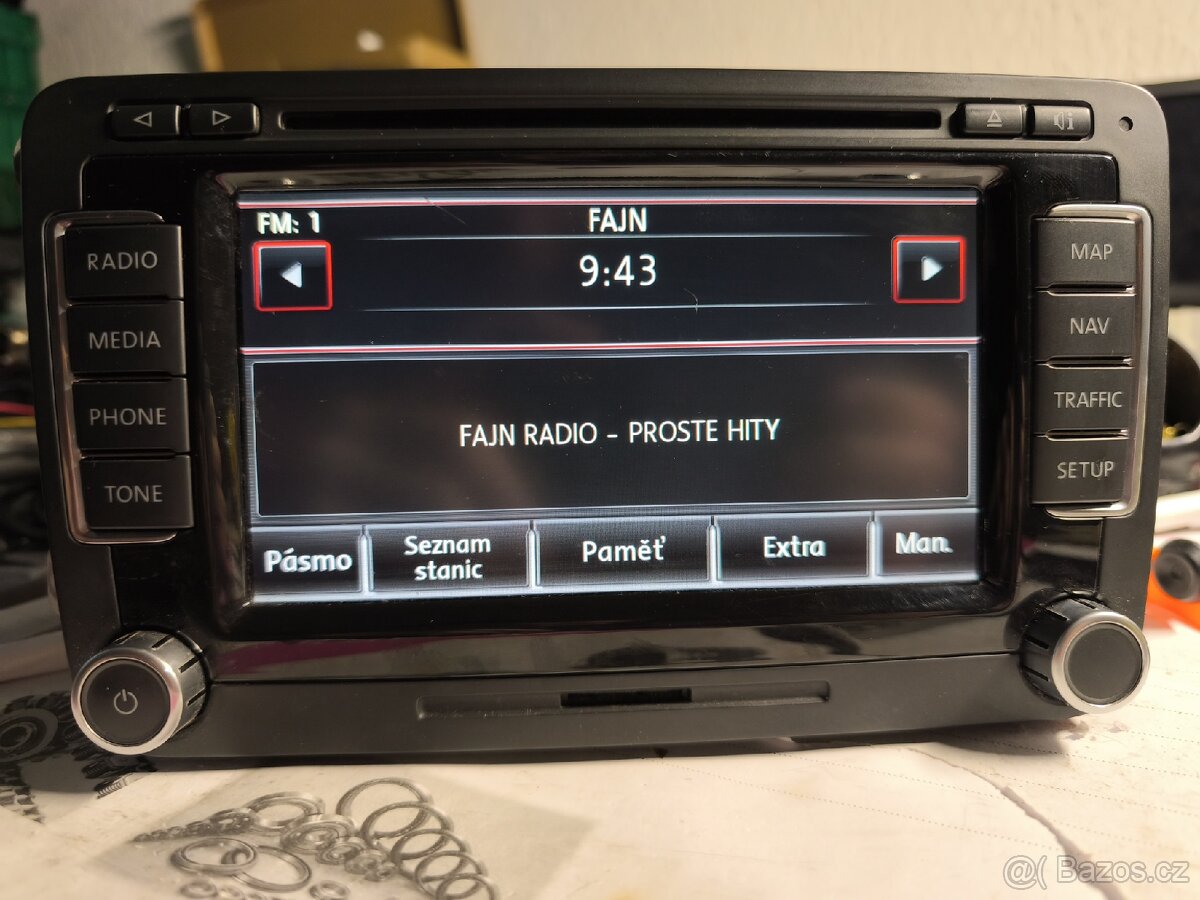 FM: 1
FAJN
9:43
FAJN RADIO - PROSTE HITY
Pásmo
Seznam
stanic
Paměť
Extra
Man.
RADIO
MEDIA
PHONE
TONE
MAP
NAV
TRAFFIC
SETUP
@( Bazos.cz